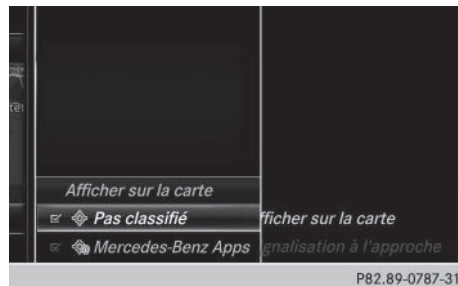 Afficher sur la carte
Pas classifié
fficher sur la carte
Mercedes-Benz Apps
gnalisation à l'approche
P82.89-0787-31